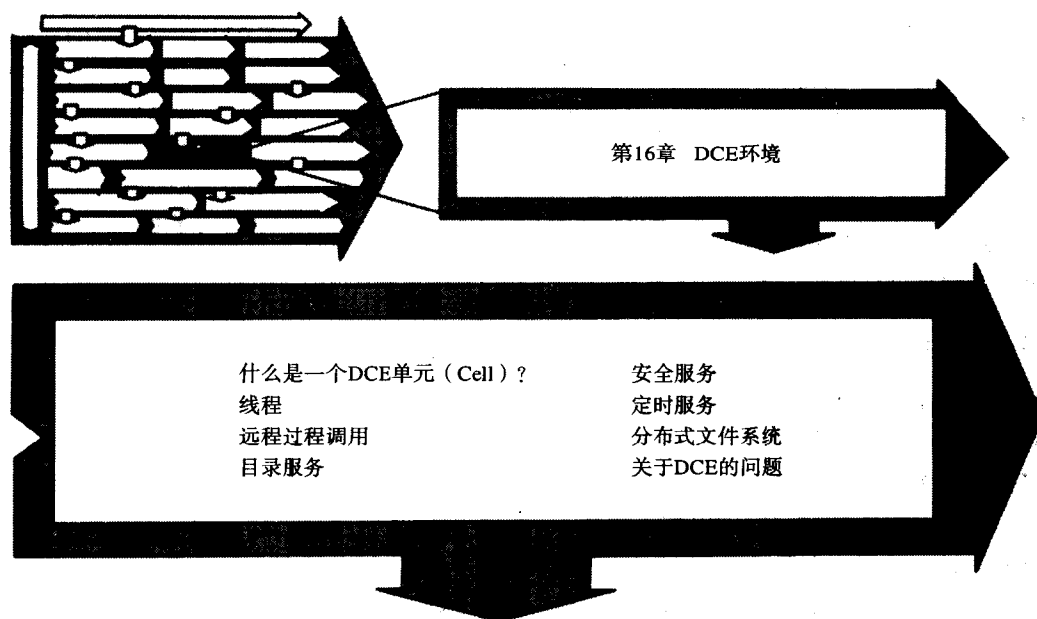 第16章 DCE环境
什么是一个DCE单元（Cell）？
线程
远程过程调用
目录服务
安全服务
定时服务
分布式文件系统
关于DCE的问题